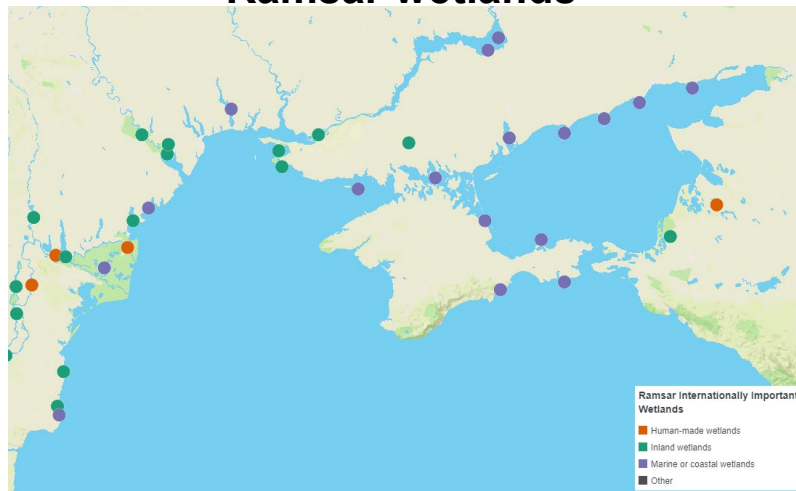 Ramsar wetlands
Ramsar Internationally Important
Wetlands
Human-made wetlands
Inland wetlands
Marine or coastal wetlands
Other